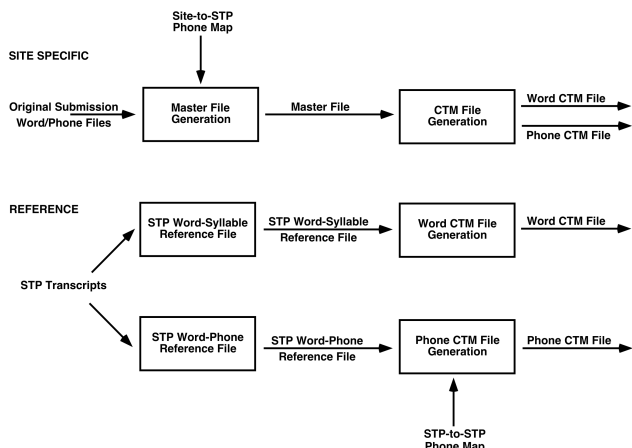 Site-to-STP
Phone Map
SITE SPECIFIC
Original Submission
Word/Phone Files
Master File
Generation
Master File
CTM File
Generation
Word CTM File
Phone CTM File
REFERENCE
STP Word-Syllable
Reference File
STP Word-Syllable
Reference File
Word CTM File
Generation
Word CTM File
STP Transcripts
STP Word-Phone
Reference File
STP Word-Phone
Reference File
Phone CTM File
Generation
Phone CTM File
STP-to-STP
Phone Map